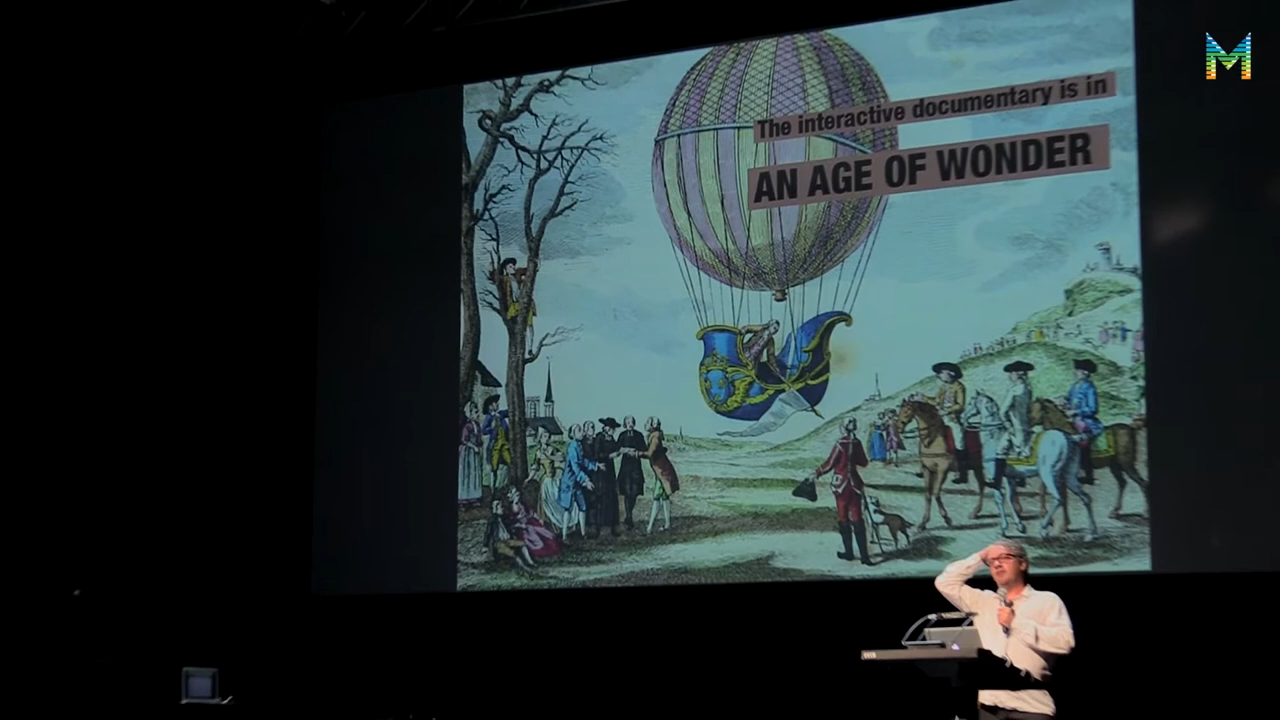 The interactive documentary is in
AN AGE OF WONDER
M